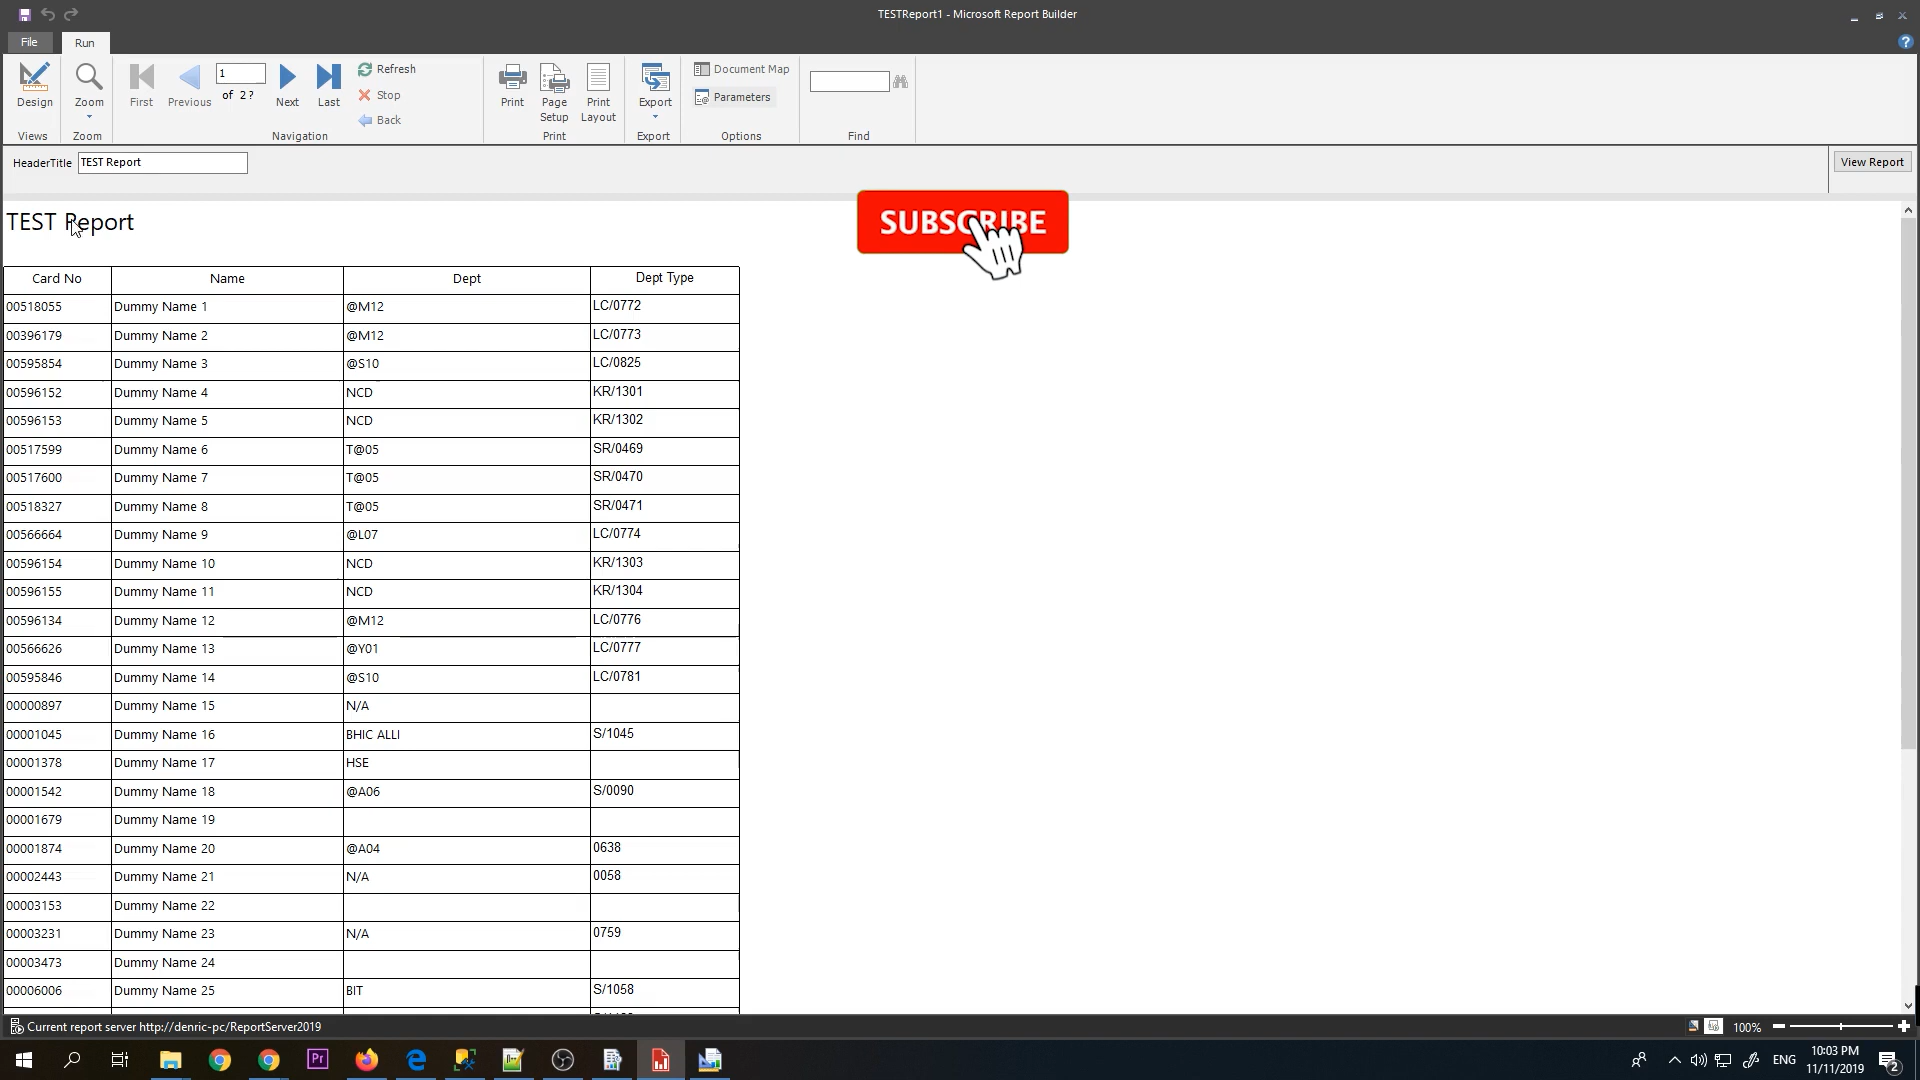 TESTReport1 - Microsoft Report Builder
File Run
Design Zoom First Previous 1 of 2 ? Next Last Refresh Stop Back Print Page Setup Print Layout Export Document Map Parameters
Views Zoom Navigation Print Export Options Find
HeaderTitle TEST Report View Report
TEST Report
SUBSCRIBE
Card No Name Dept Dept Type
00518055 Dummy Name 1 @M12 LC/0772
00396179 Dummy Name 2 @M12 LC/0773
00595854 Dummy Name 3 @S10 LC/0825
00596152 Dummy Name 4 NCD KR/1301
00596153 Dummy Name 5 NCD KR/1302
00517599 Dummy Name 6 T@05 SR/0469
00517600 Dummy Name 7 T@05 SR/0470
00518327 Dummy Name 8 T@05 SR/0471
00566664 Dummy Name 9 @L07 LC/0774
00596154 Dummy Name 10 NCD KR/1303
00596155 Dummy Name 11 NCD KR/1304
00596134 Dummy Name 12 @M12 LC/0776
00566626 Dummy Name 13 @Y01 LC/0777
00595846 Dummy Name 14 @S10 LC/0781
00000897 Dummy Name 15 N/A
00001045 Dummy Name 16 BHIC ALLI S/1045
00001378 Dummy Name 17 HSE
00001542 Dummy Name 18 @A06 S/0090
00001679 Dummy Name 19
00001874 Dummy Name 20 @A04 0638
00002443 Dummy Name 21 N/A 0058
00003153 Dummy Name 22
00003231 Dummy Name 23 N/A 0759
00003473 Dummy Name 24
00006006 Dummy Name 25 BIT S/1058
Current report server http://denric-pc/ReportServer2019 100%
Pr ENG 10:03 PM
11/11/2019 2